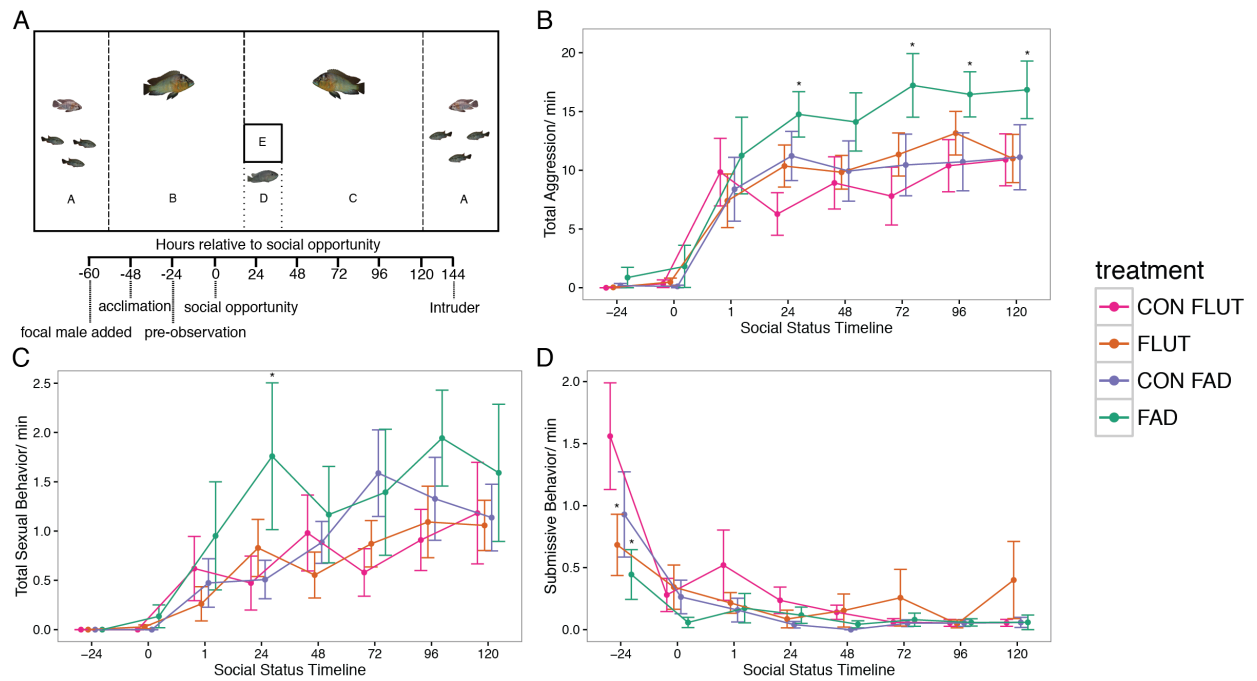 A
E
A B D C A
Hours relative to social opportunity
-60 -48 -24 0 24 48 72 96 120 144
acclimation social opportunity Intruder
focal male added pre-observation
B
Total Aggression/ min
20
15
10
5
0
* * * *
−24 0 1 24 48 72 96 120
Social Status Timeline
treatment
CON FLUT
FLUT
CON FAD
FAD
C
Total Sexual Behavior/ min
2.5
2.0
1.5
1.0
0.5
0.0
*
−24 0 1 24 48 72 96 120
Social Status Timeline
D
Submissive Behavior/ min
2.0
1.5
1.0
0.5
0.0
*
*
−24 0 1 24 48 72 96 120
Social Status Timeline